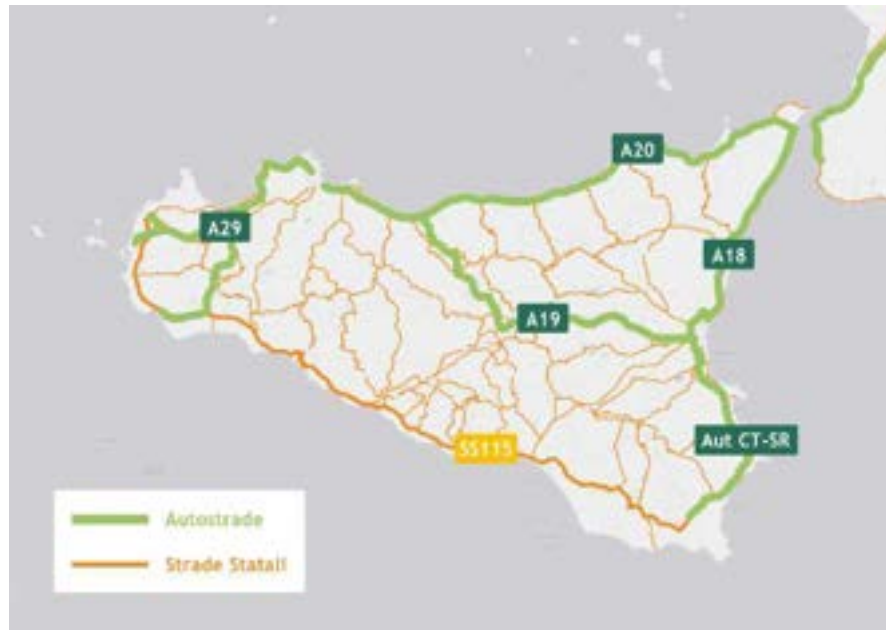 A20
A29
A18
A19
Aut CT-SR
SS115
Autostrade
Strade Statali